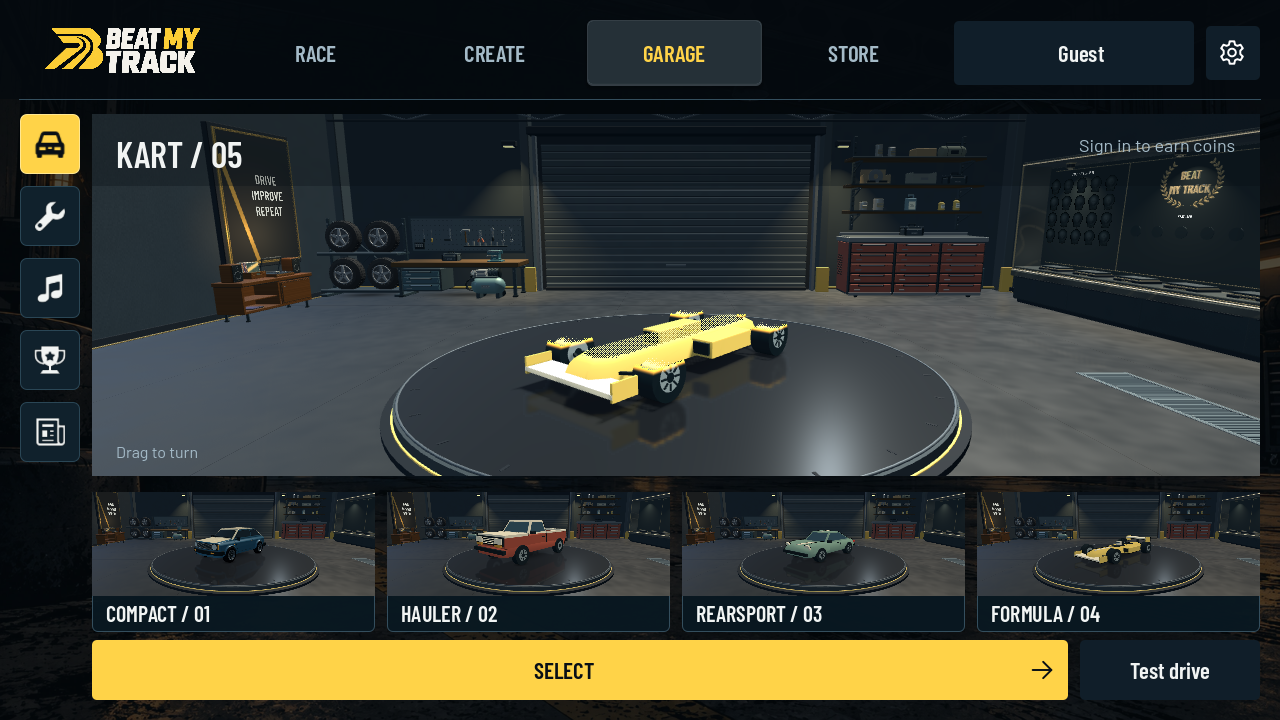 BEAT MY
TRACK
RACE
CREATE
GARAGE
STORE
Guest
KART / 05
Sign in to earn coins
DRIVE
IMPROVE
REPEAT
BEAT
MY TRACK
Drag to turn
COMPACT / 01
HAULER / 02
REARSPORT / 03
FORMULA / 04
SELECT
Test drive